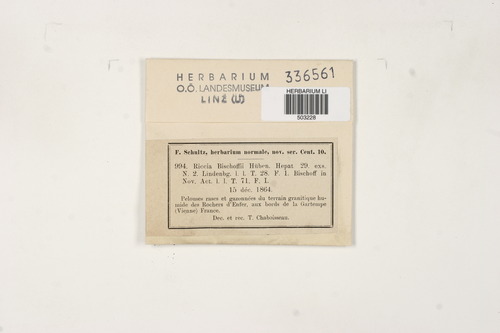 HERBARIUM
O.Ö. LANDESMUSEUM
LINZ (LI)
336561
HERBARIUM LI
503228
F. Schultz, herbarium normale, nov. ser. Cent. 10.
994. Riccia Bischoffii Hüben. Hepat 29. exs.
N. 2. Lindenbg. l. l. T. 28. F. I. Bischoff in
Nov. Act. l. l. T. 71. F. I.
15 déc. 1864.
Pelouses rases et gazonnées du terrain granitique hu-
mide des Rochers d'Enfer, aux bords de la Gartempe
(Vienne) France.
Dec. et rec. T. Chaboisseau.